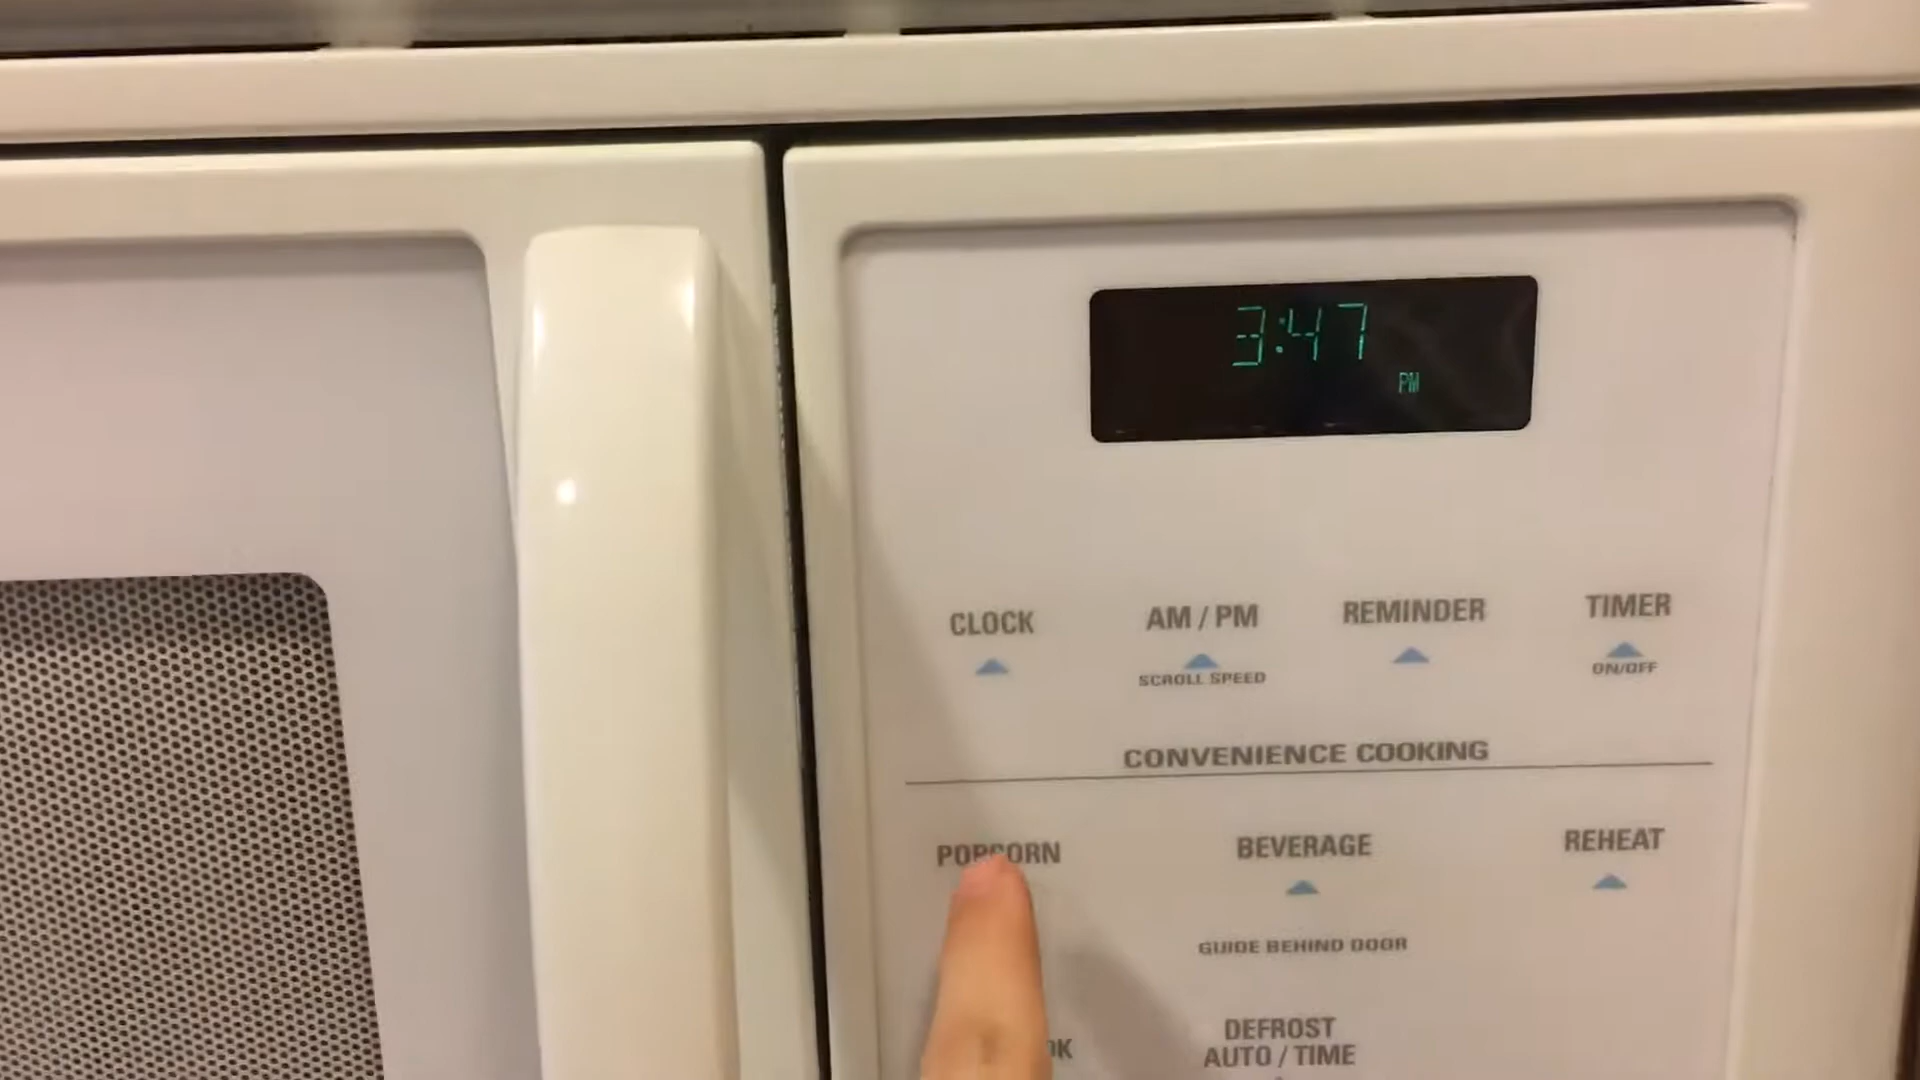 3:47
PM
CLOCK
AM / PM
REMINDER
TIMER
SCROLL SPEED
ON/OFF
CONVENIENCE COOKING
POPCORN
BEVERAGE
REHEAT
GUIDE BEHIND DOOR
DEFROST
AUTO / TIME